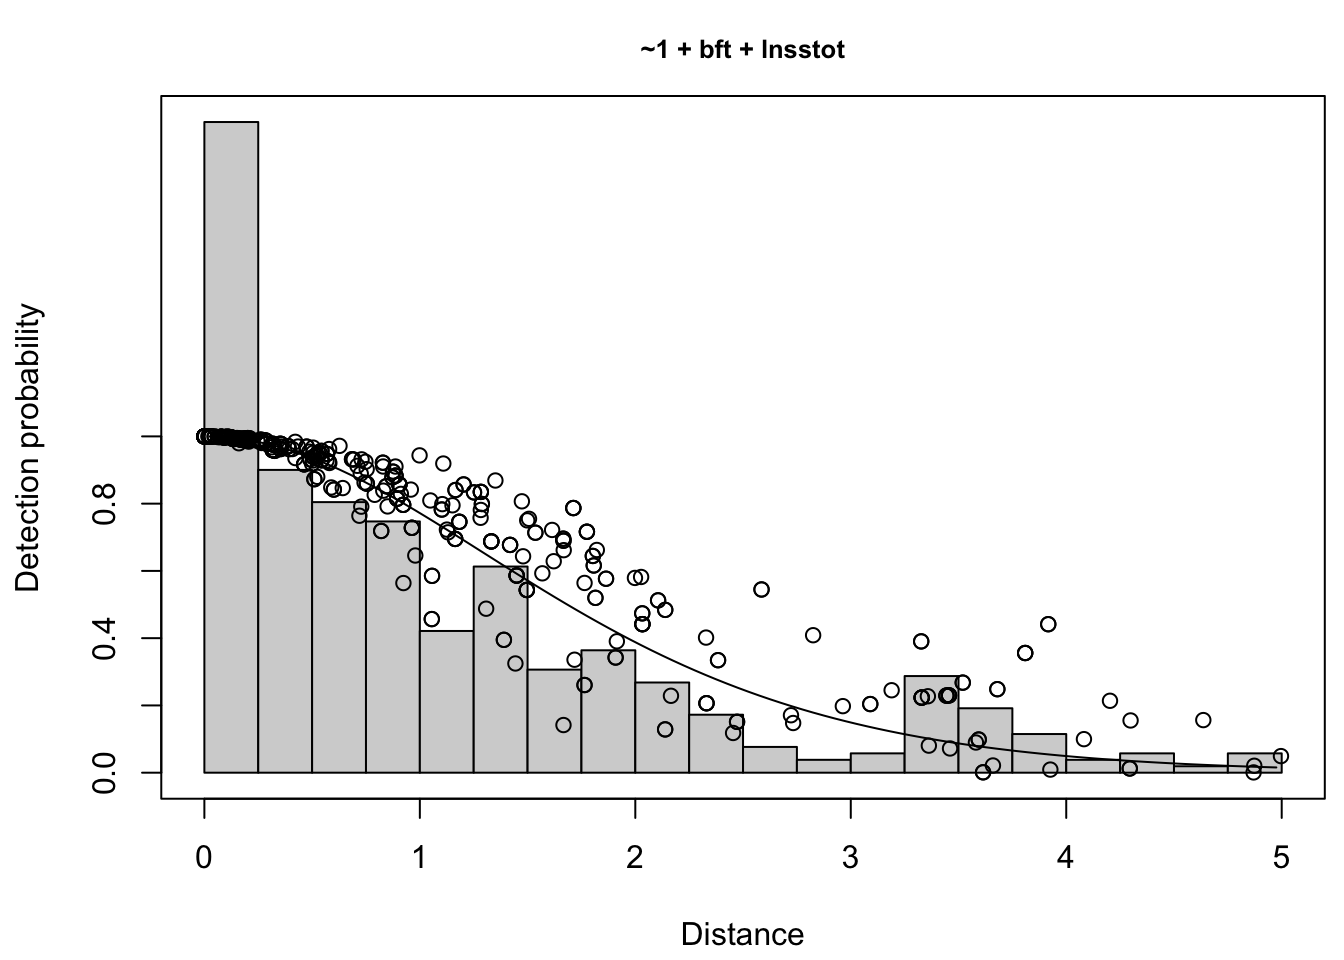 ~1 + bft + lnsstot
Detection probability
0.8
0.4
0.0
0 1 2 3 4 5
Distance